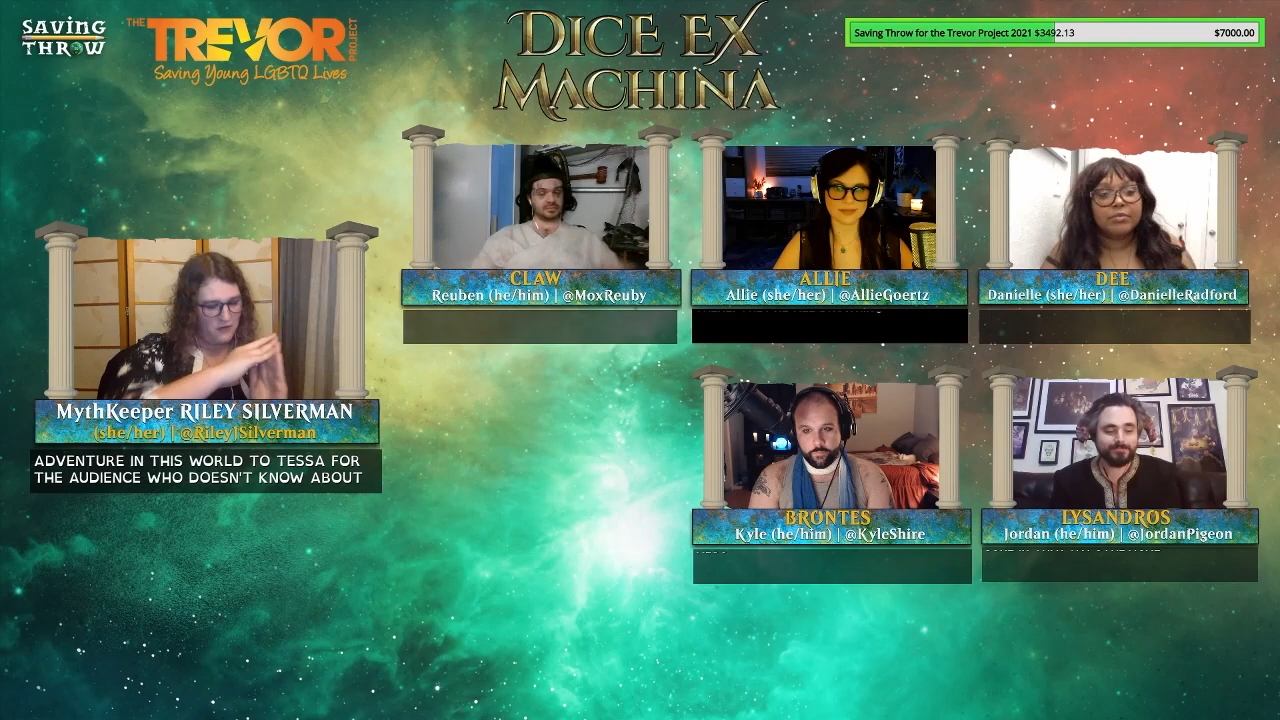 SAVING
THROW
THE TREVOR PROJECT
Saving Young LGBTQ Lives
DICE EX
MACHINA
Saving Throw for the Trevor Project 2021 $3492.13
$7000.00
CLAW
Reuben (he/him) | @MoxReuby
ALLIE
Allie (she/her) | @AllieGoertz
DEE
Danielle (she/her) | @DanielleRadford
MythKeeper RILEY SILVERMAN
(she/her) | @RileyJSilverman
ADVENTURE IN THIS WORLD TO TESSA FOR
THE AUDIENCE WHO DOESN'T KNOW ABOUT
BRONTES
Kyle (he/him) | @KyleShire
LYSANDROS
Jordan (he/him) | @JordanPigeon